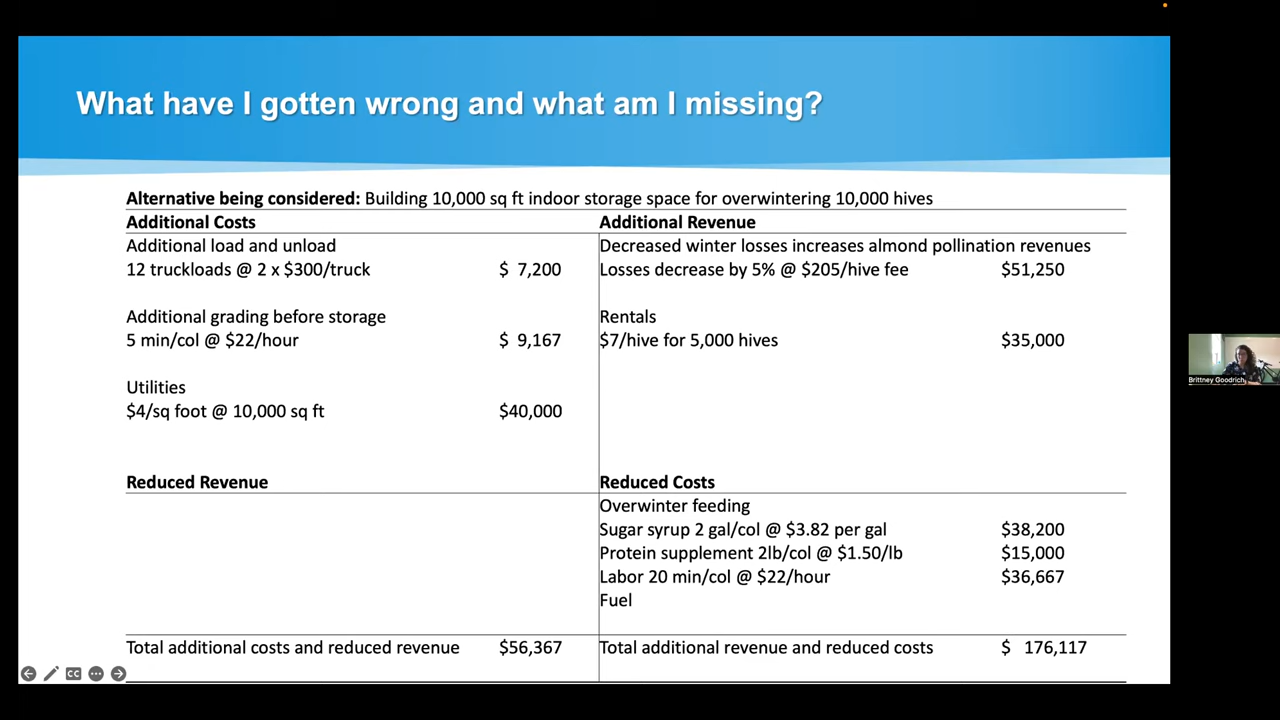 What have I gotten wrong and what am I missing?
Alternative being considered: Building 10,000 sq ft indoor storage space for overwintering 10,000 hives
Additional Costs
Additional load and unload
12 truckloads @ 2 x $300/truck $ 7,200
Additional grading before storage
5 min/col @ $22/hour $ 9,167
Utilities
$4/sq foot @ 10,000 sq ft $40,000
Additional Revenue
Decreased winter losses increases almond pollination revenues
Losses decrease by 5% @ $205/hive fee $51,250
Rentals
$7/hive for 5,000 hives $35,000
Reduced Revenue
Reduced Costs
Overwinter feeding
Sugar syrup 2 gal/col @ $3.82 per gal $38,200
Protein supplement 2lb/col @ $1.50/lb $15,000
Labor 20 min/col @ $22/hour $36,667
Fuel
Total additional costs and reduced revenue $56,367
Total additional revenue and reduced costs $ 176,117
CC
Brittney Goodrich